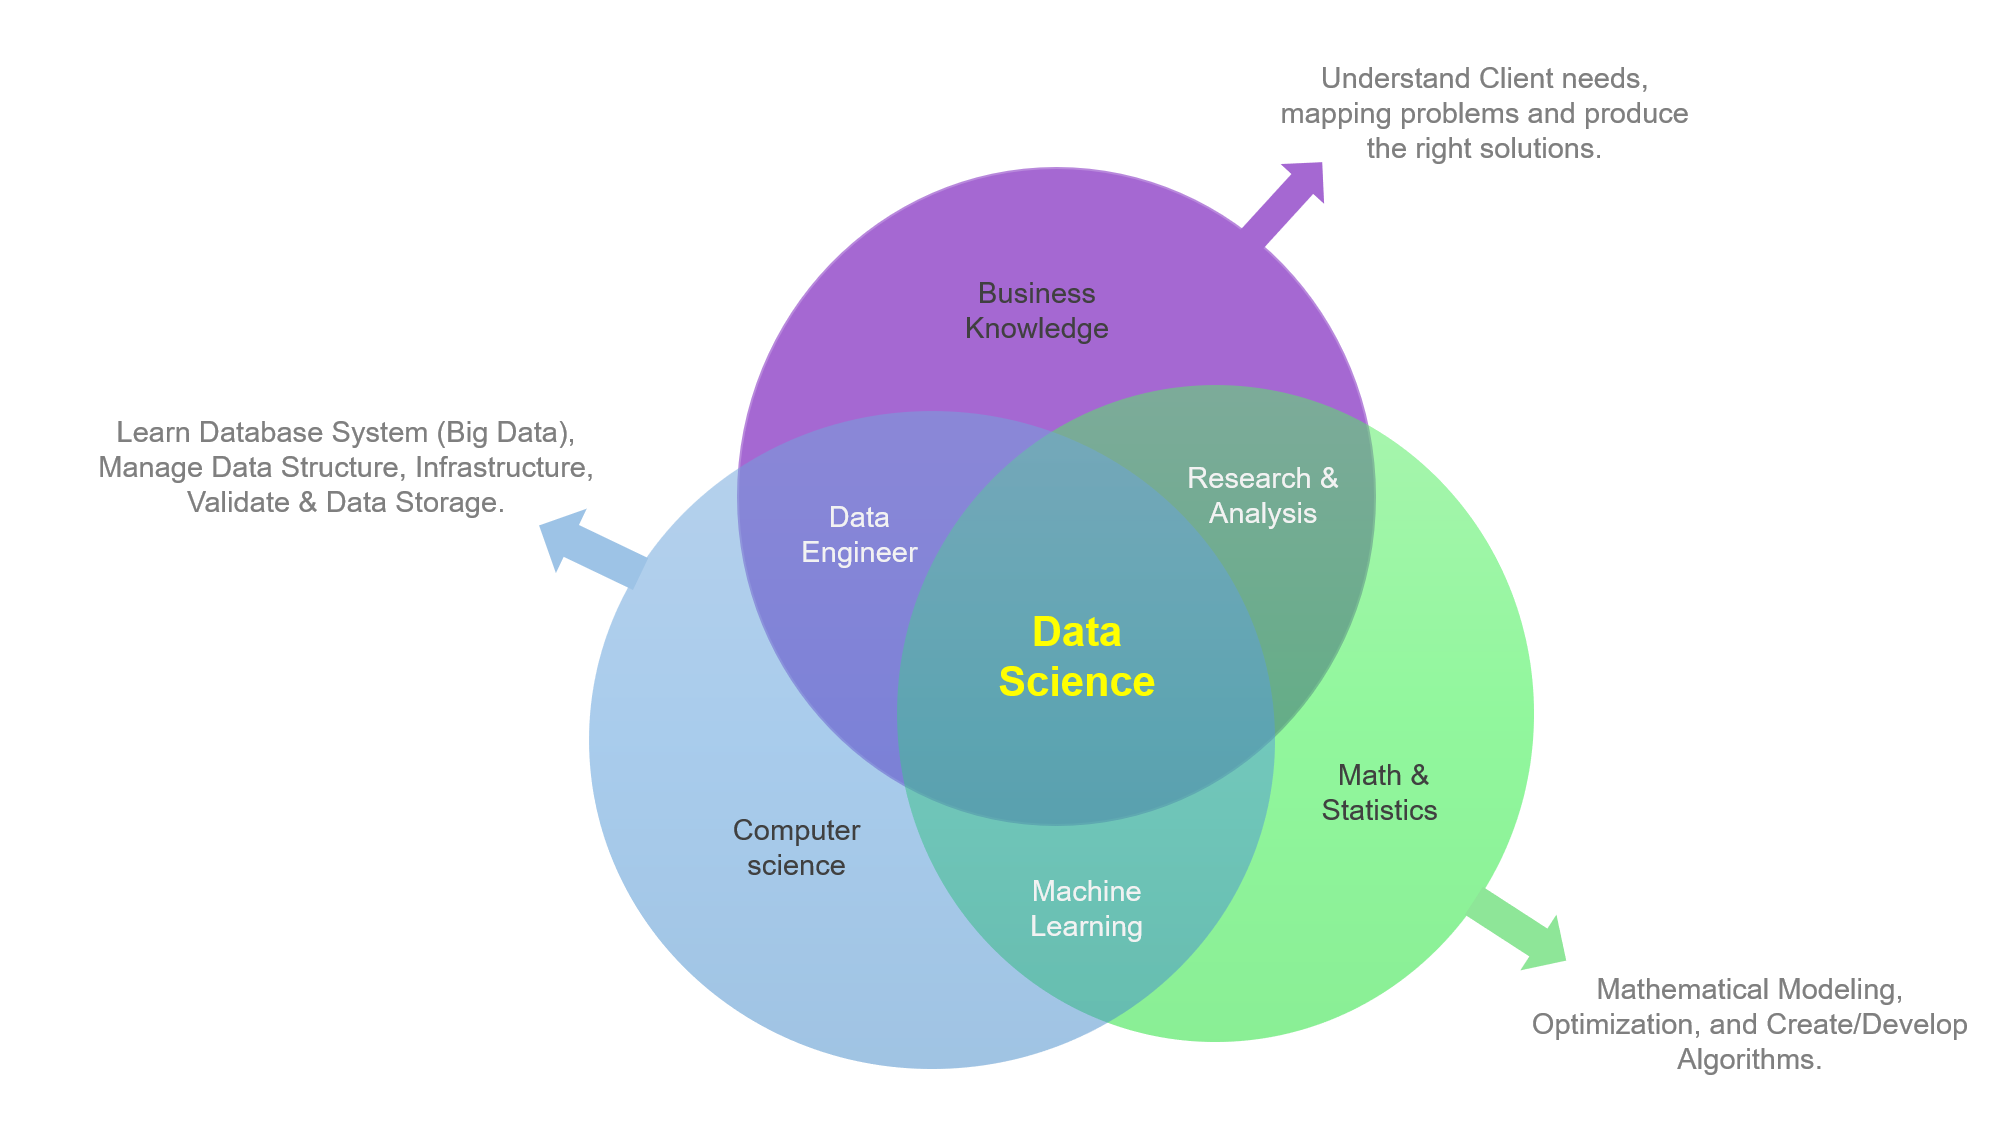 Understand Client needs,
mapping problems and produce
the right solutions.
Business
Knowledge
Learn Database System (Big Data),
Manage Data Structure, Infrastructure,
Validate & Data Storage.
Research &
Analysis
Data
Engineer
Data
Science
Math &
Statistics
Computer
science
Machine
Learning
Mathematical Modeling,
Optimization, and Create/Develop
Algorithms.